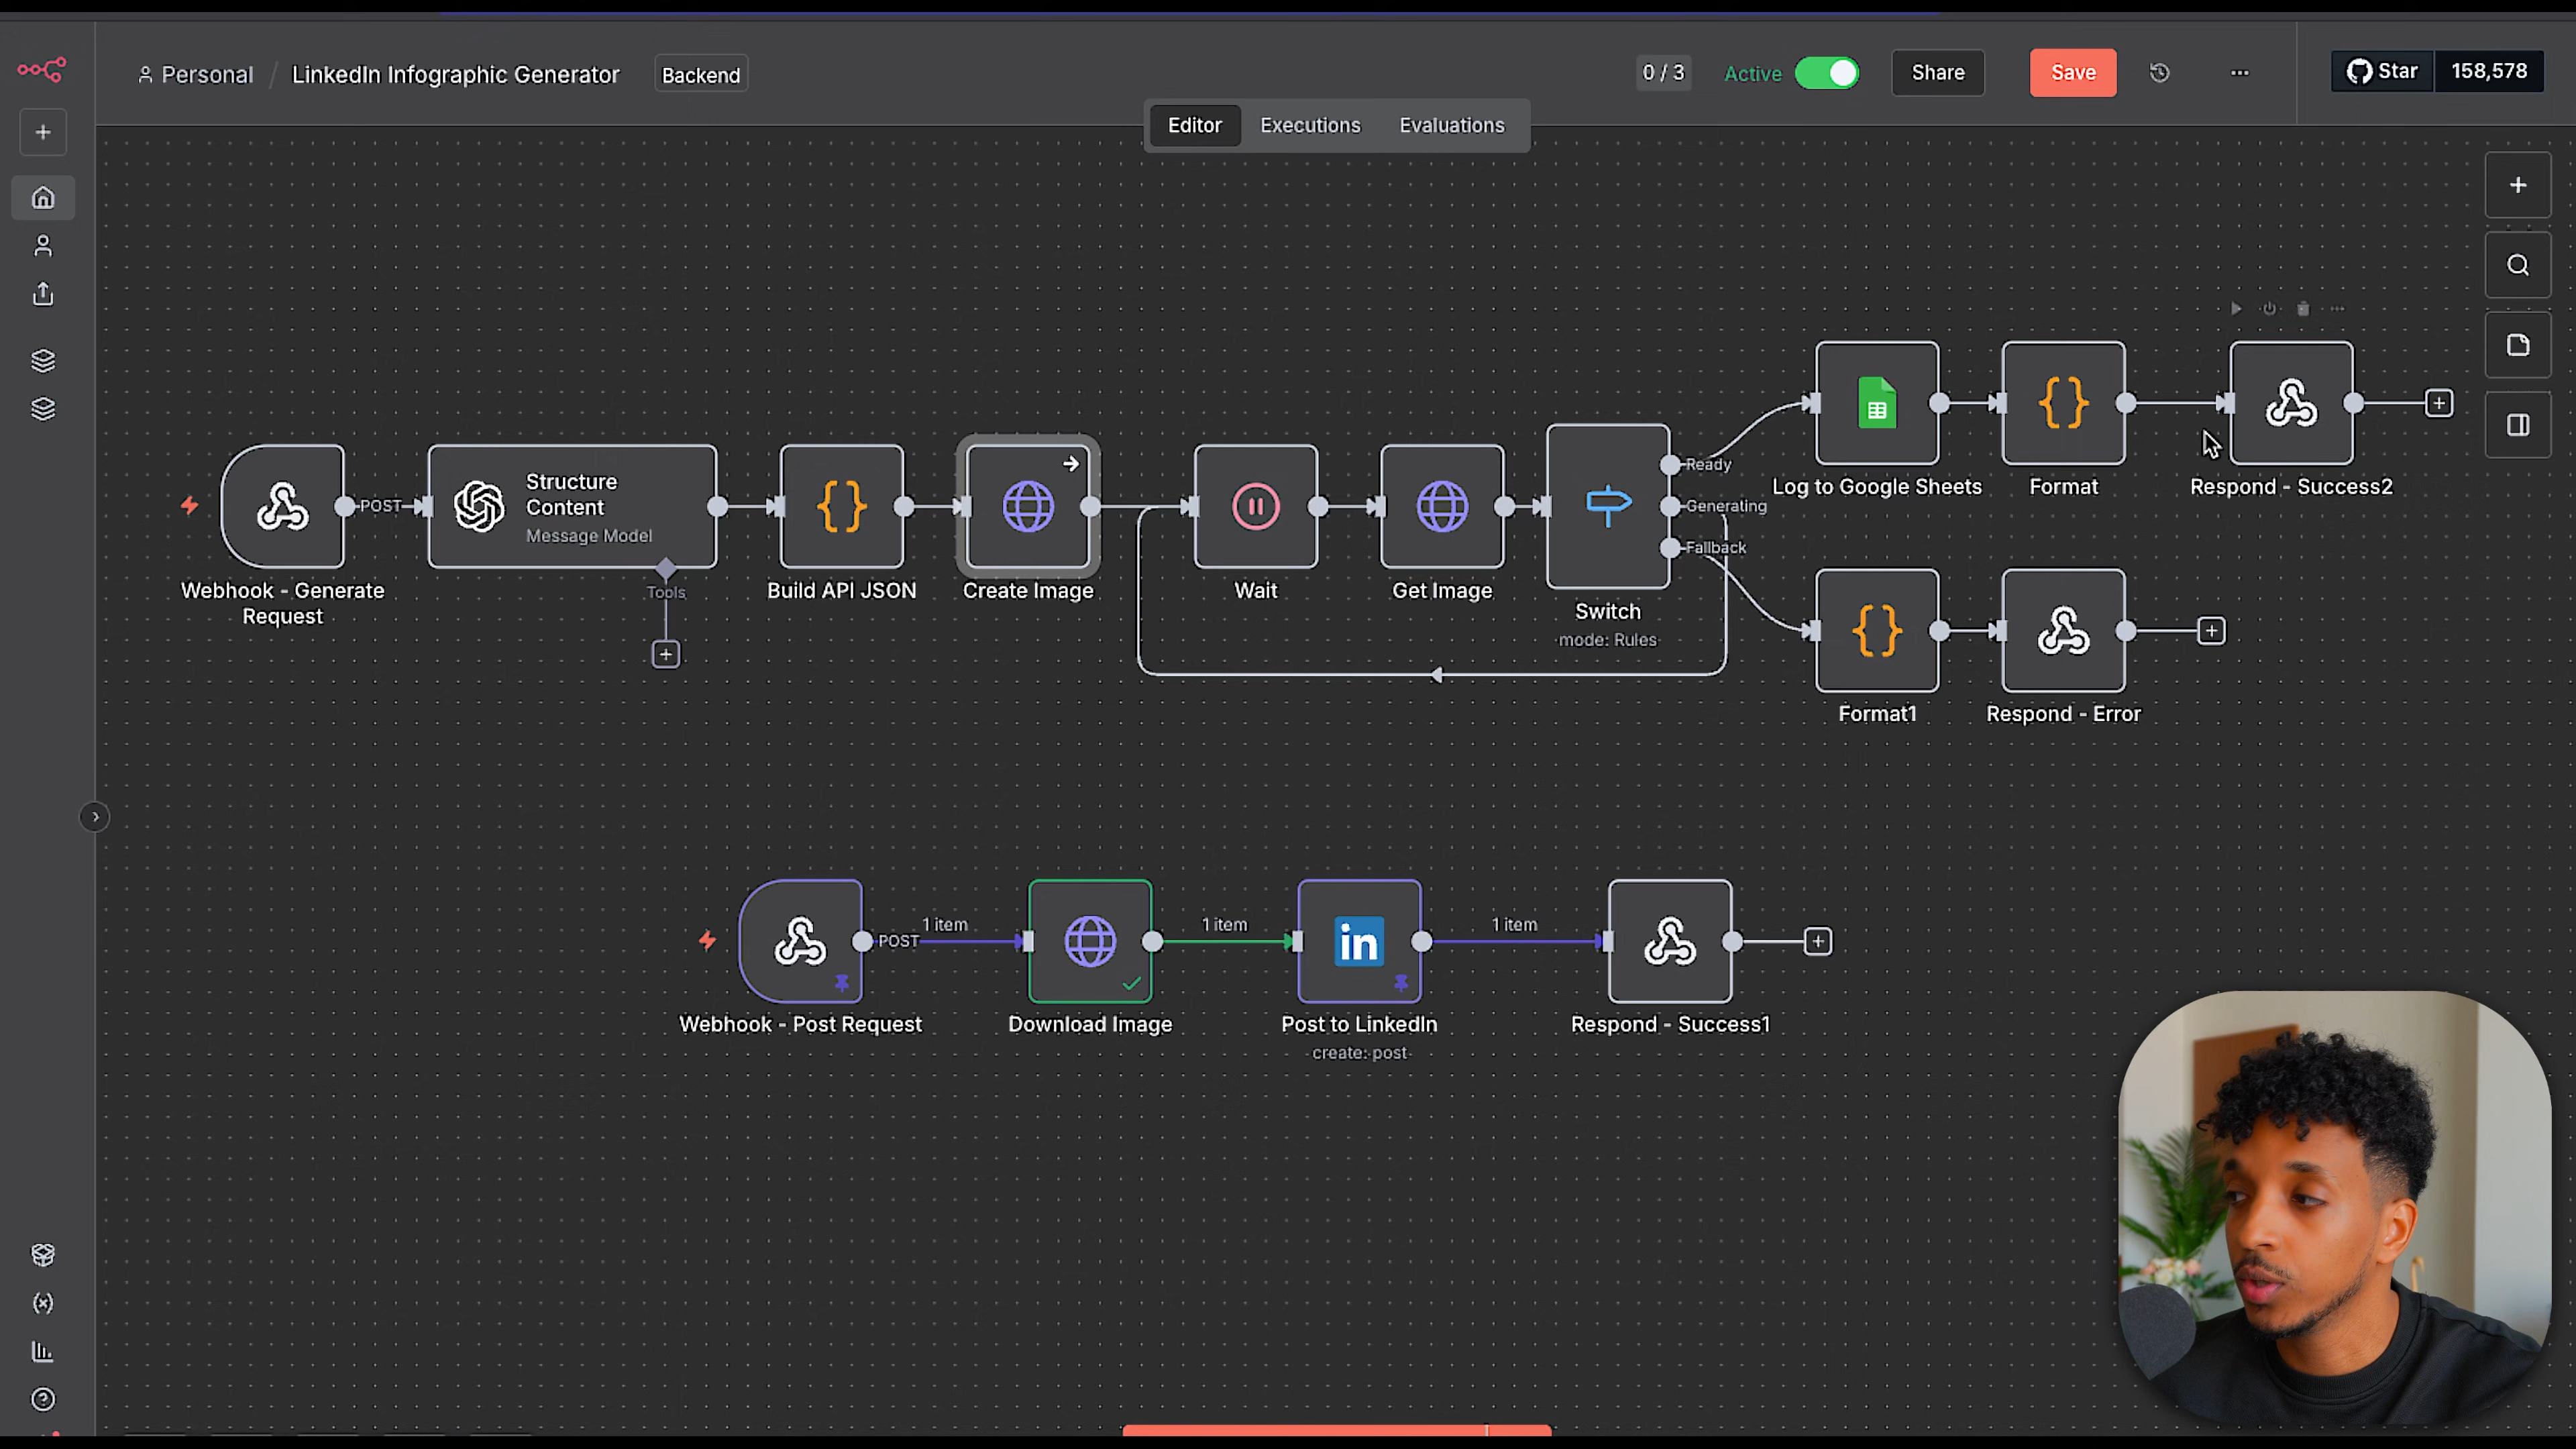 Personal / LinkedIn Infographic Generator Backend
0 / 3 Active Share Save Star 158,578
Editor Executions Evaluations
Ready
Generating
Fallback
Log to Google Sheets Format Respond - Success2
POST
Structure
Content
Message Model
Webhook - Generate
Request
Tools
Build API JSON Create Image Wait Get Image
Switch
mode: Rules
Format1 Respond - Error
POST 1 item 1 item 1 item
in
Webhook - Post Request Download Image Post to LinkedIn Respond - Success1
create: post